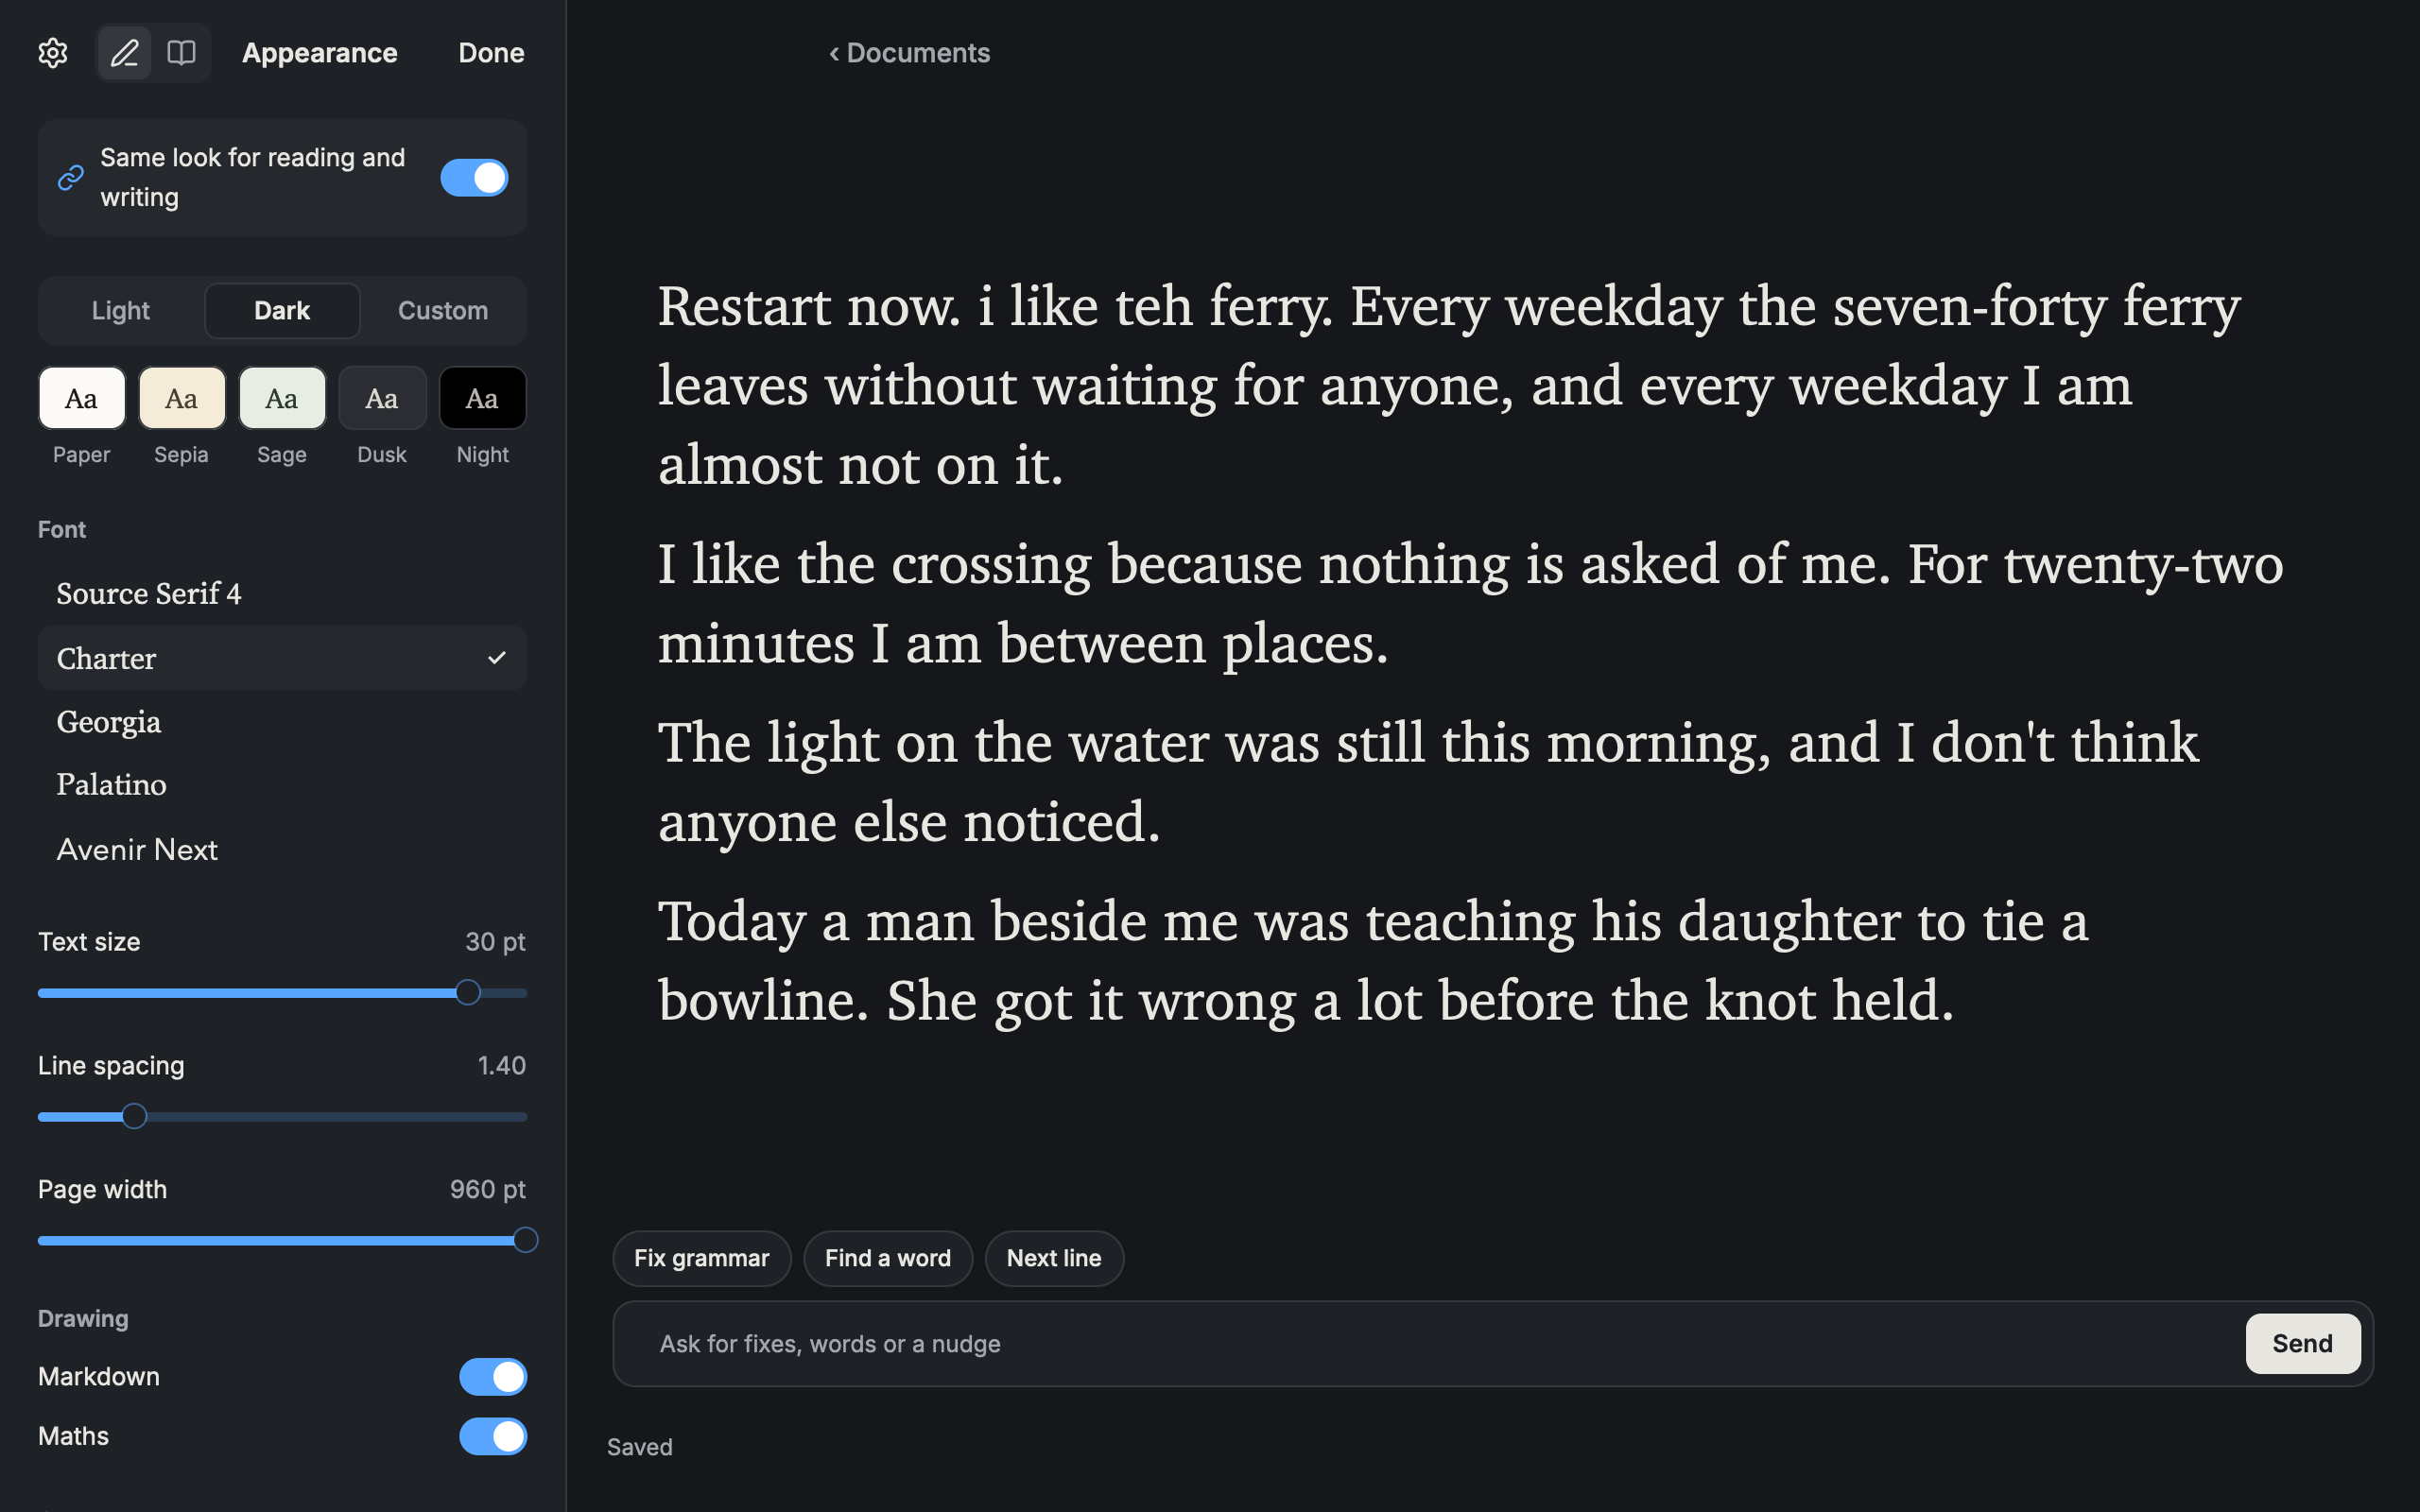 Appearance
Done
Same look for reading and
writing
Light
Dark
Custom
Aa
Aa
Aa
Aa
Aa
Paper
Sepia
Sage
Dusk
Night
Font
Source Serif 4
Charter
Georgia
Palatino
Avenir Next
Text size
30 pt
Line spacing
1.40
Page width
960 pt
Drawing
Markdown
Maths
‹ Documents
Restart now. i like teh ferry. Every weekday the seven-forty ferry
leaves without waiting for anyone, and every weekday I am
almost not on it.
I like the crossing because nothing is asked of me. For twenty-two
minutes I am between places.
The light on the water was still this morning, and I don't think
anyone else noticed.
Today a man beside me was teaching his daughter to tie a
bowline. She got it wrong a lot before the knot held.
Fix grammar
Find a word
Next line
Ask for fixes, words or a nudge
Send
Saved